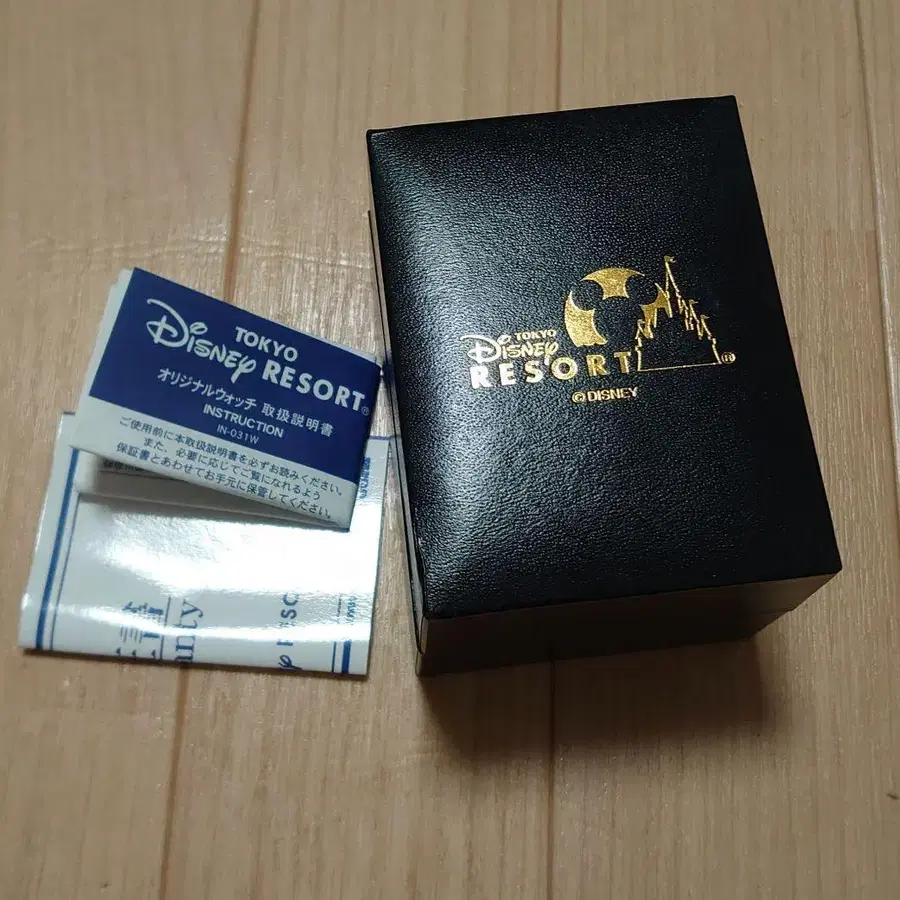 TOKYO
Disney RESORT®
オリジナルウォッチ 取扱説明書
INSTRUCTION
IN-031W
ご使用前に本取扱説明書を必ずお読みください。
また、必要に応じてご覧になれるよう
保証書とあわせてお手元に保管してください。
TOKYO
Disney
RESORT®
©DISNEY